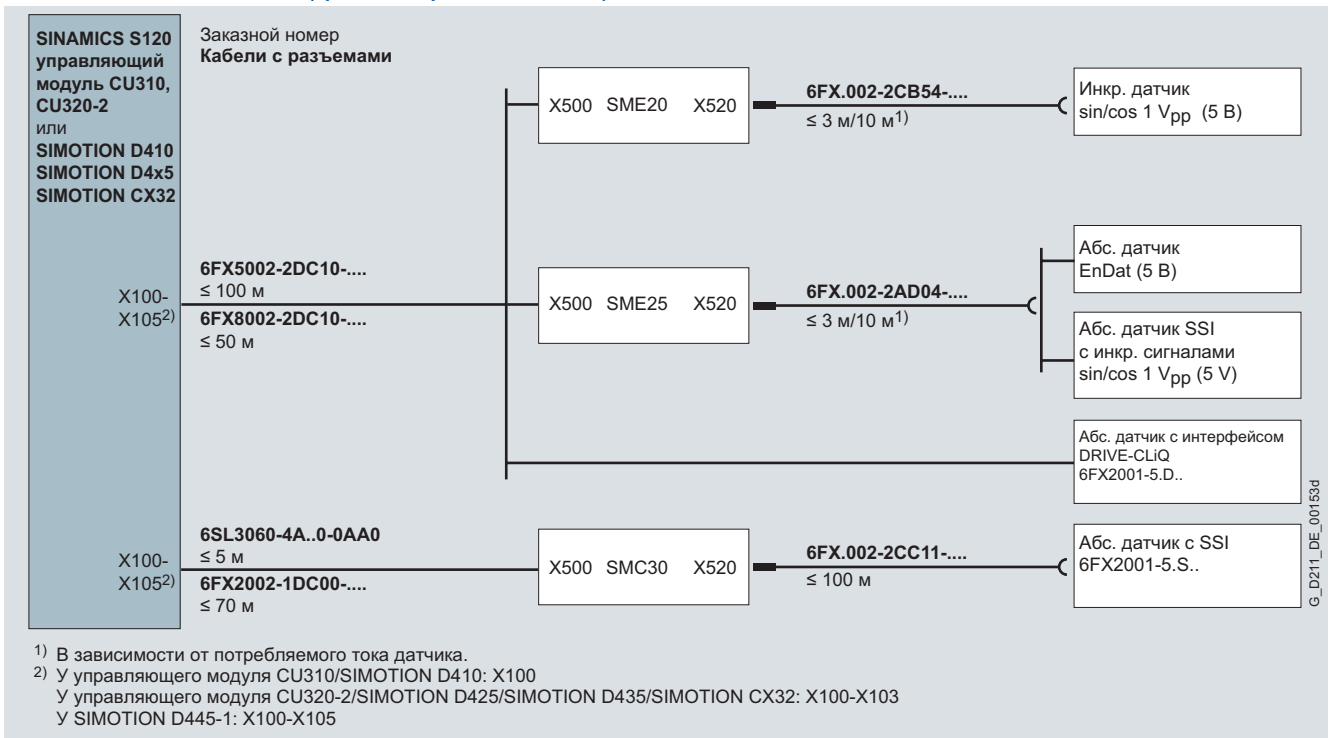 SINAMICS S120
управляющий
модуль CU310,
CU320-2
или
SIMOTION D410
SIMOTION D4x5
SIMOTION CX32
Заказной номер
Кабели с разъемами
X500 SME20 X520
6FX.002-2CB54-....
≤ 3 м/10 м1)
Инкр. датчик
sin/cos 1 Vpp (5 В)
X100-
X1052)
6FX5002-2DC10-....
≤ 100 м
6FX8002-2DC10-....
≤ 50 м
X500 SME25 X520
6FX.002-2AD04-....
≤ 3 м/10 м1)
Абс. датчик
EnDat (5 В)
Абс. датчик SSI
с инкр. сигналами
sin/cos 1 Vpp (5 V)
Абс. датчик с интерфейсом
DRIVE-CLiQ
6FX2001-5.D..
X100-
X1052)
6SL3060-4A..0-0AA0
≤ 5 м
6FX2002-1DC00-....
≤ 70 м
X500 SMC30 X520
6FX.002-2CC11-....
≤ 100 м
Абс. датчик с SSI
6FX2001-5.S..
G_D211_DE_00153d
1) В зависимости от потребляемого тока датчика.
2) У управляющего модуля CU310/SIMOTION D410: X100
У управляющего модуля CU320-2/SIMOTION D425/SIMOTION D435/SIMOTION CX32: X100-X103
У SIMOTION D445-1: X100-X105